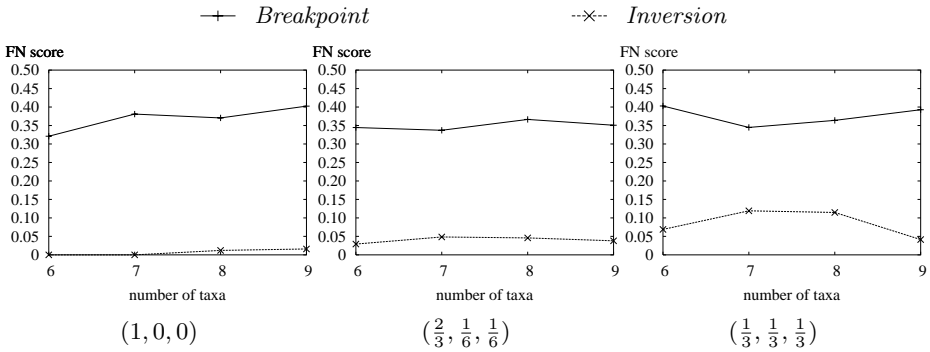 Breakpoint Inversion
FN score FN score FN score
0.50 0.50 0.50
0.45 0.45 0.45
0.40 0.40 0.40
0.35 0.35 0.35
0.30 0.30 0.30
0.25 0.25 0.25
0.20 0.20 0.20
0.15 0.15 0.15
0.10 0.10 0.10
0.05 0.05 0.05
0 0 0
6 7 8 9 6 7 8 9 6 7 8 9
number of taxa number of taxa number of taxa
(1, 0, 0) (2/3, 1/6, 1/6) (1/3, 1/3, 1/3)